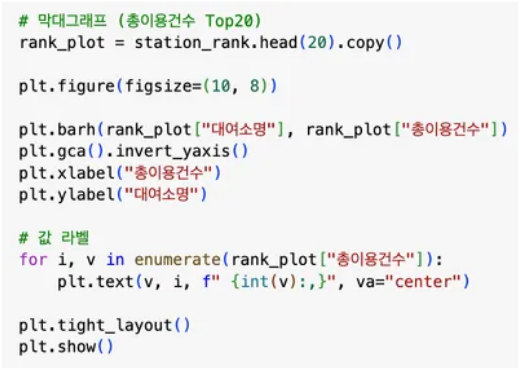 # 막대그래프 (총이용건수 Top20)
rank_plot = station_rank.head(20).copy()
plt.figure(figsize=(10, 8))
plt.barh(rank_plot["대여소명"], rank_plot["총이용건수"])
plt.gca().invert_yaxis()
plt.xlabel("총이용건수")
plt.ylabel("대여소명")
# 값 라벨
for i, v in enumerate(rank_plot["총이용건수"]):
    plt.text(v, i, f" {int(v):,}", va="center")
plt.tight_layout()
plt.show()